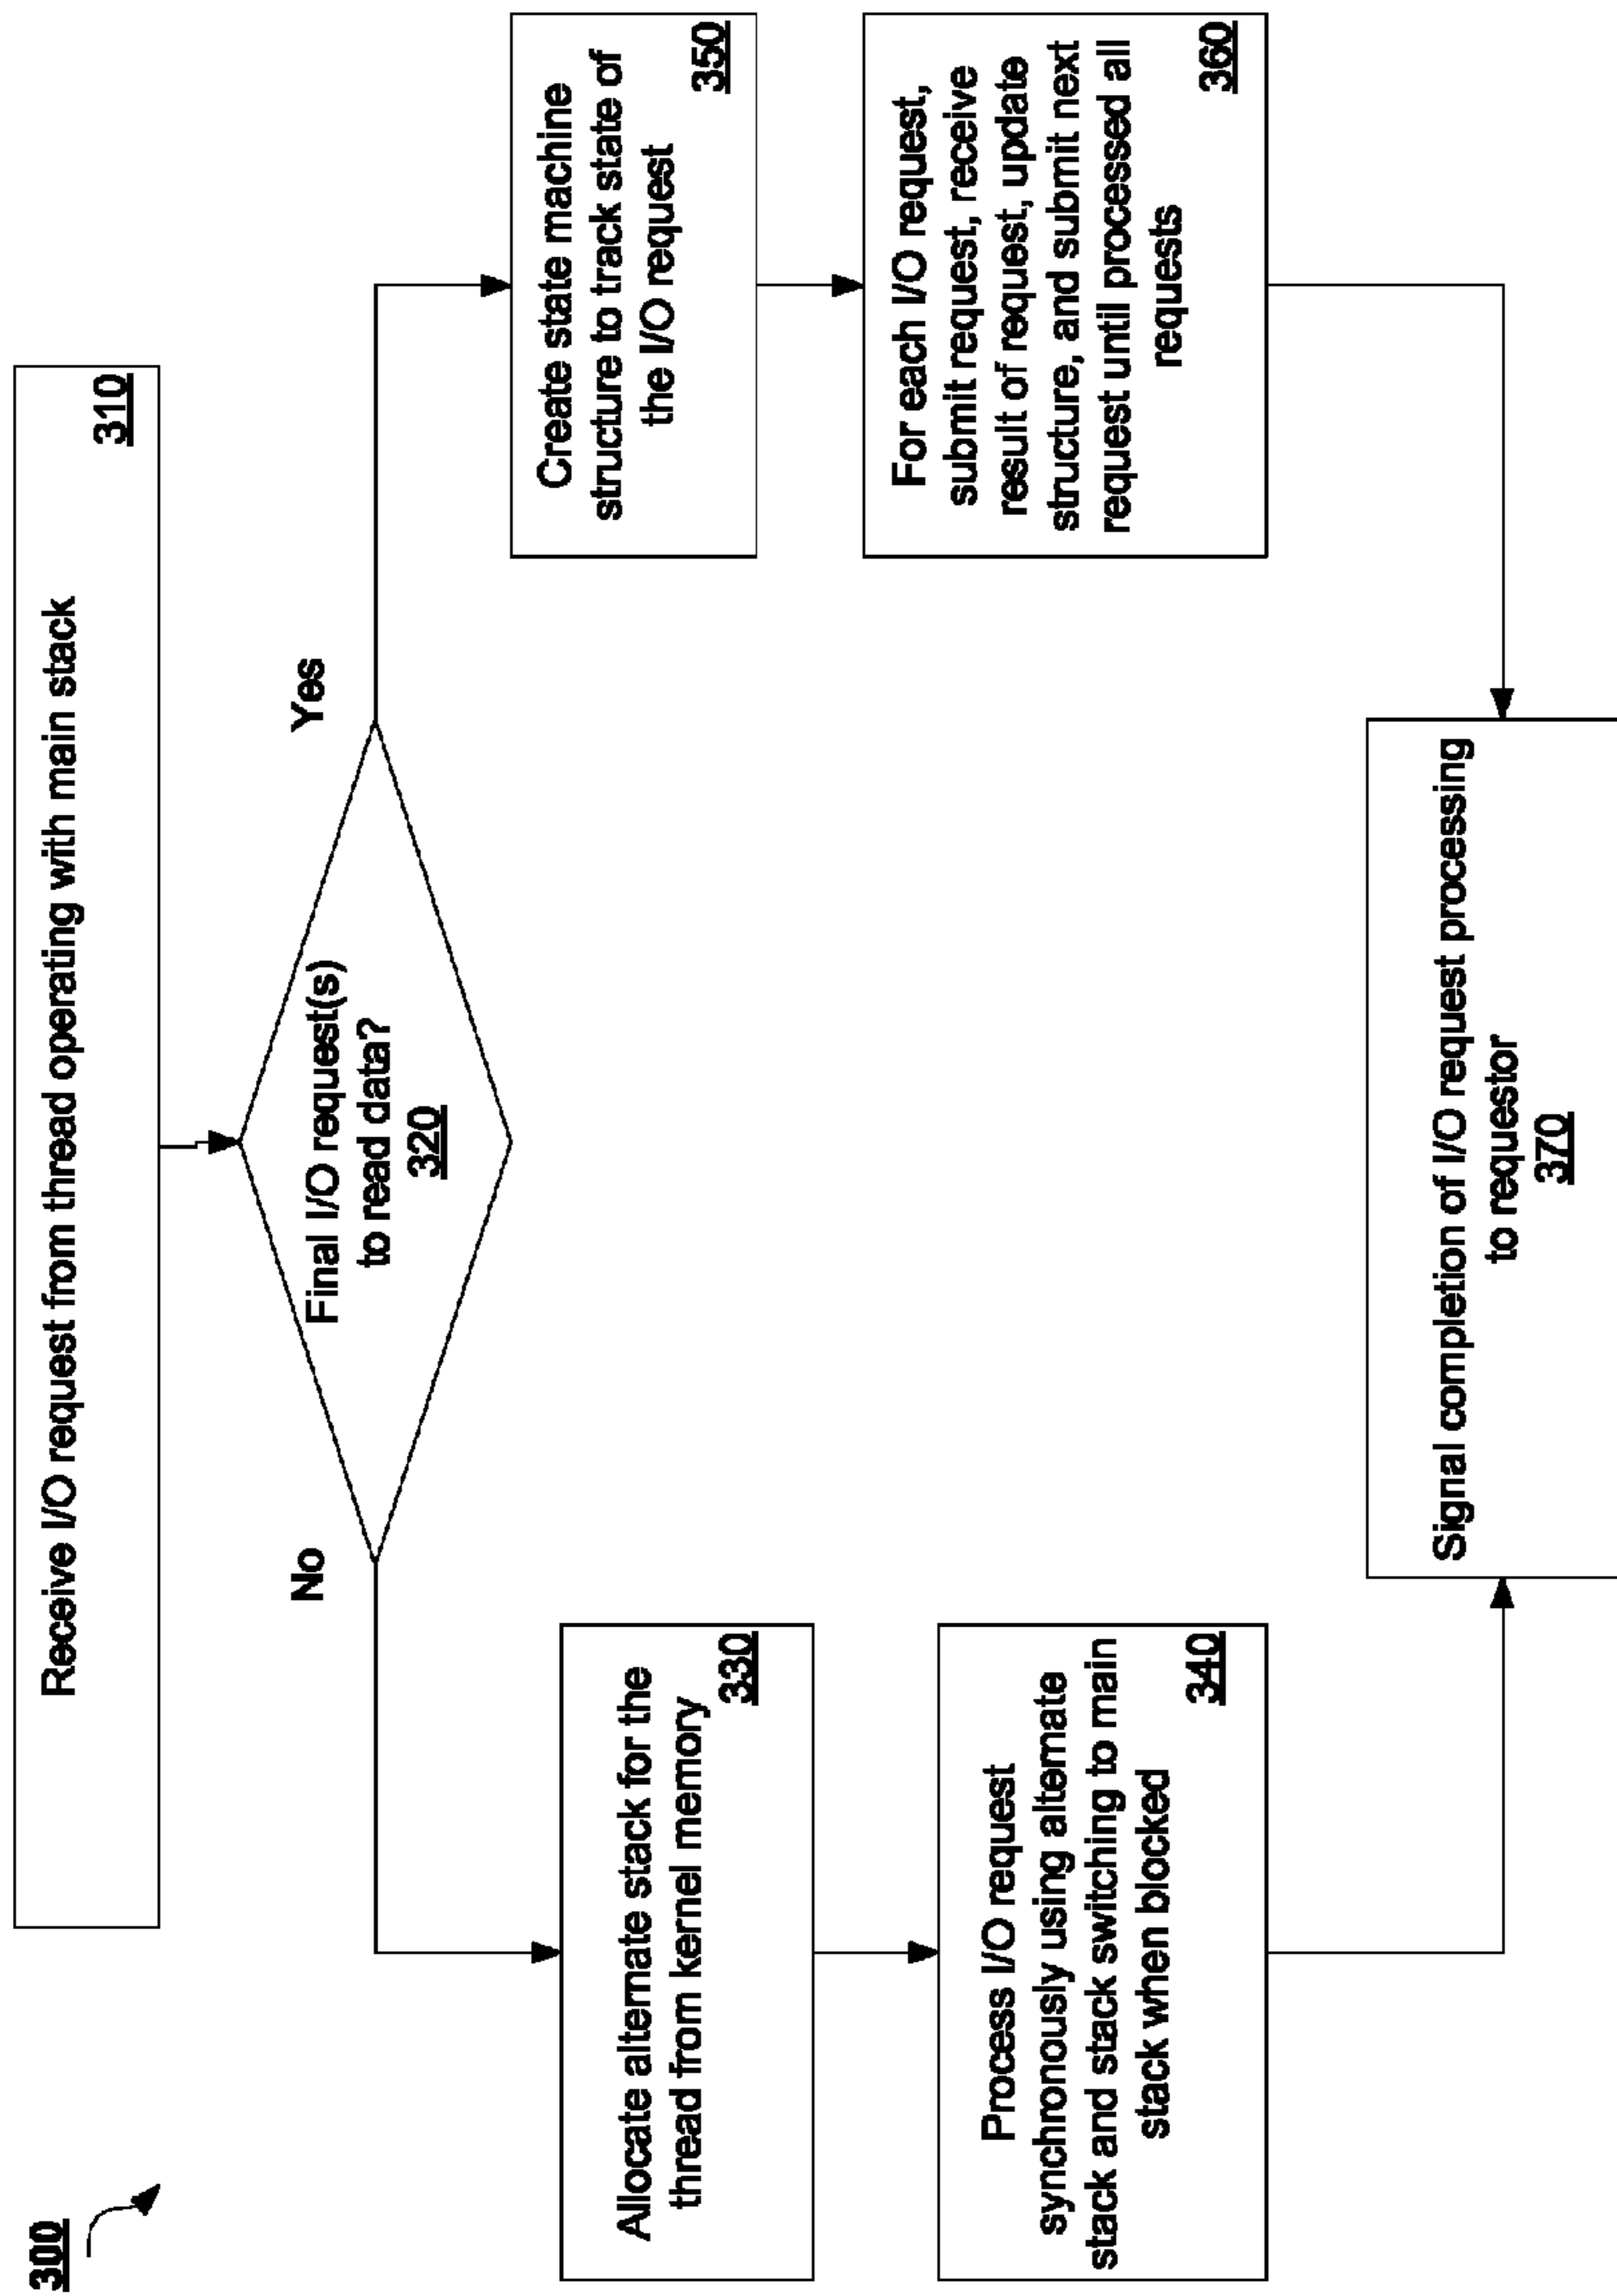 300
Receive I/O request from thread operating with main stack
310
Final I/O request(s)
to read data?
320
No
Yes
Allocate alternate stack for the
thread from kernel memory
330
Process I/O request
synchronously using alternate
stack and stack switching to main
stack when blocked
340
Create state machine
structure to track state of
the I/O request
350
For each I/O request,
submit request, receive
result of request, update
structure, and submit next
request until processed all
requests
360
Signal completion of I/O request processing
to requestor
370